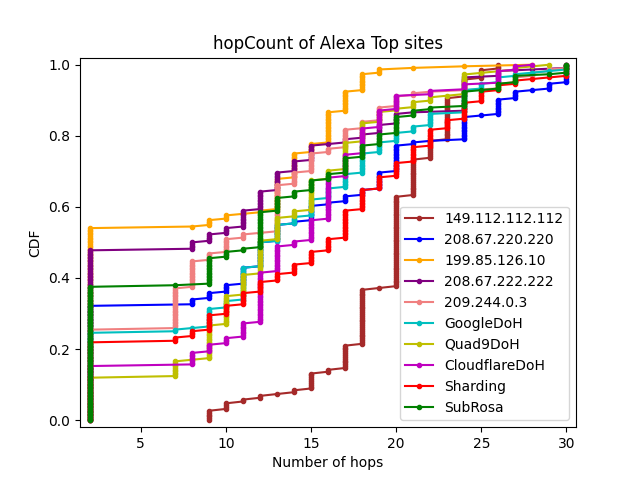 hopCount of Alexa Top sites
CDF
1.0
0.8
0.6
0.4
0.2
0.0
5
10
15
20
25
30
Number of hops
149.112.112.112
208.67.220.220
199.85.126.10
208.67.222.222
209.244.0.3
GoogleDoH
Quad9DoH
CloudflareDoH
Sharding
SubRosa